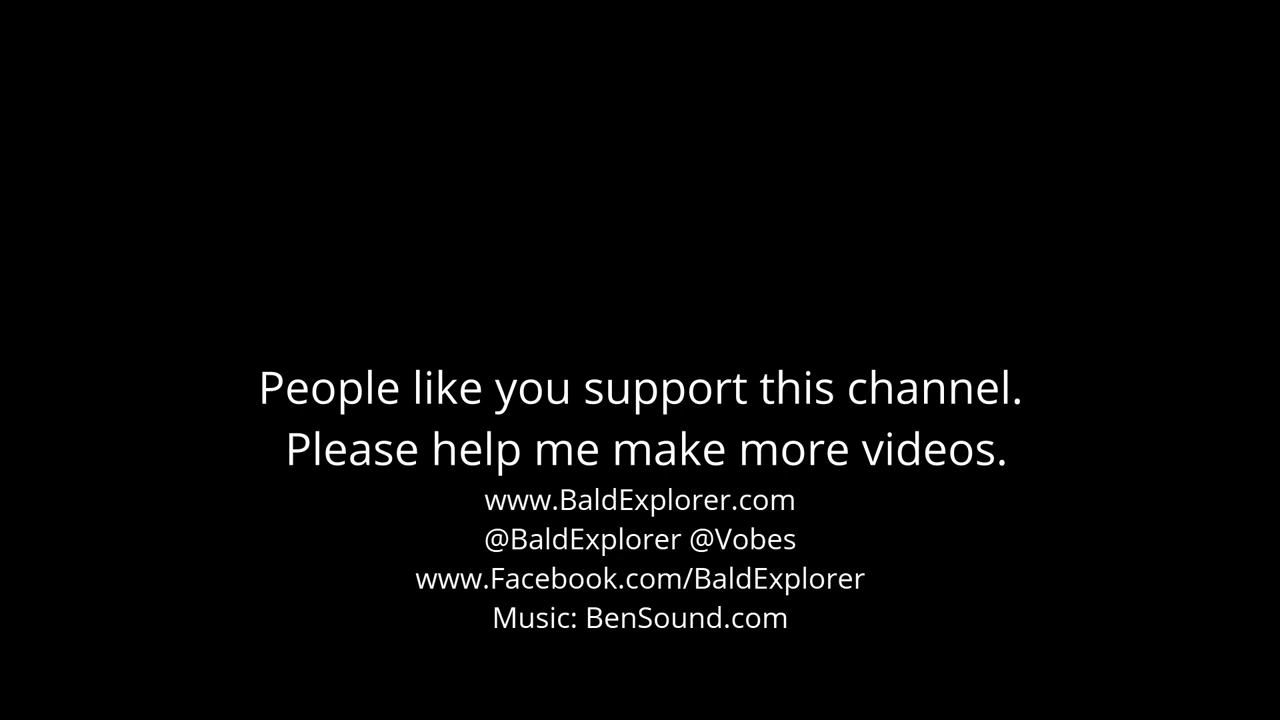 People like you support this channel.
Please help me make more videos.
www.BaldExplorer.com
@BaldExplorer @Vobes
www.Facebook.com/BaldExplorer
Music: BenSound.com